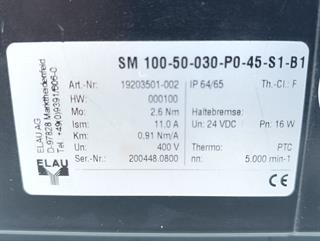 SM 100-50-030-P0-45-S1-B1
Art.-Nr: 19203501-002 IP 64/65 Th.-Cl.: F
HW: 000100
Mo: 2.6 Nm Haltebremse:
Ism: 11.0 A Un: 24 VDC Pn: 16 W
Km: 0.91 Nm/A
Un: 400 V Thermo: PTC
Ser.-Nr.: 200448.0800 nn: 5.000 min-1
CE
ELAU AG
D-97828 Marktheidenfeid
Tel. +49(0)9391/606-0
ELAU